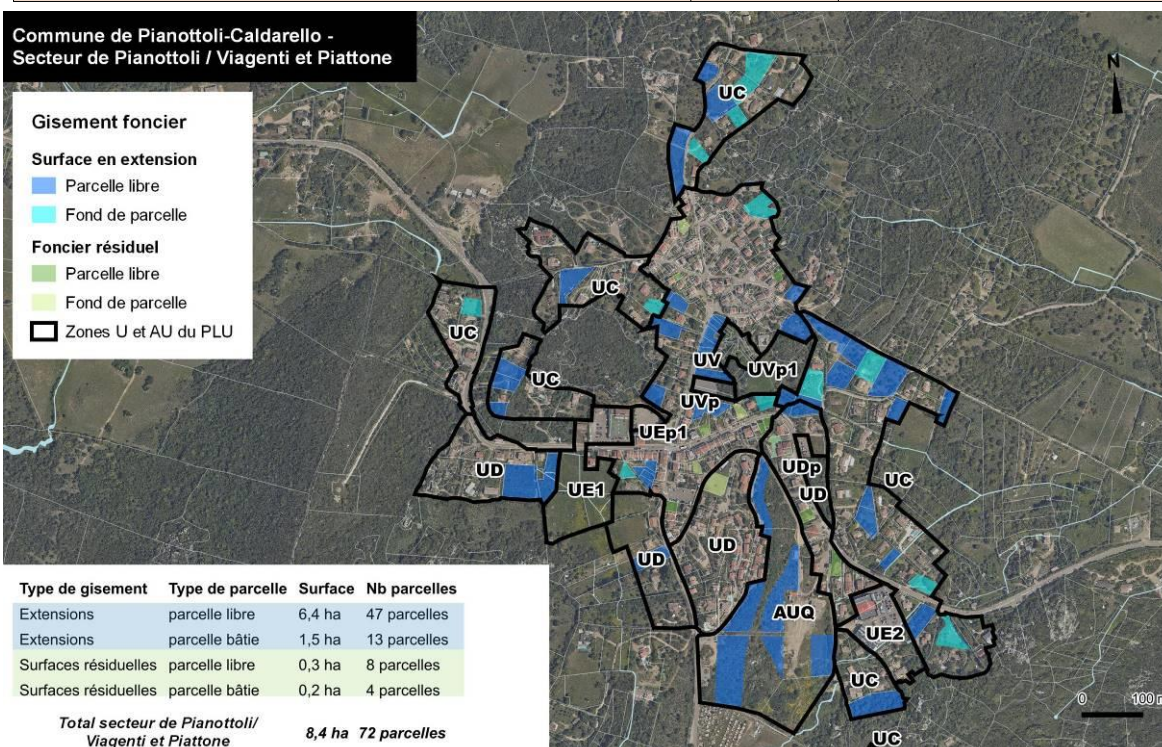 Commune de Pianottoli-Caldarello -
Secteur de Pianottoli / Viagenti et Piattone
N
Gisement foncier
Surface en extension
Parcelle libre
Fond de parcelle
Foncier résiduel
Parcelle libre
Fond de parcelle
Zones U et AU du PLU
UC
UC
UC
UC
UV
UVp1
UVp
UEp1
UDp
UC
UD
UD
UE1
UD
UD
AUQ
UE2
UC
UC
0 100 m
Type de gisement Type de parcelle Surface Nb parcelles
Extensions parcelle libre 6,4 ha 47 parcelles
Extensions parcelle bâtie 1,5 ha 13 parcelles
Surfaces résiduelles parcelle libre 0,3 ha 8 parcelles
Surfaces résiduelles parcelle bâtie 0,2 ha 4 parcelles
Total secteur de Pianottoli/
Viagenti et Piattone 8,4 ha 72 parcelles